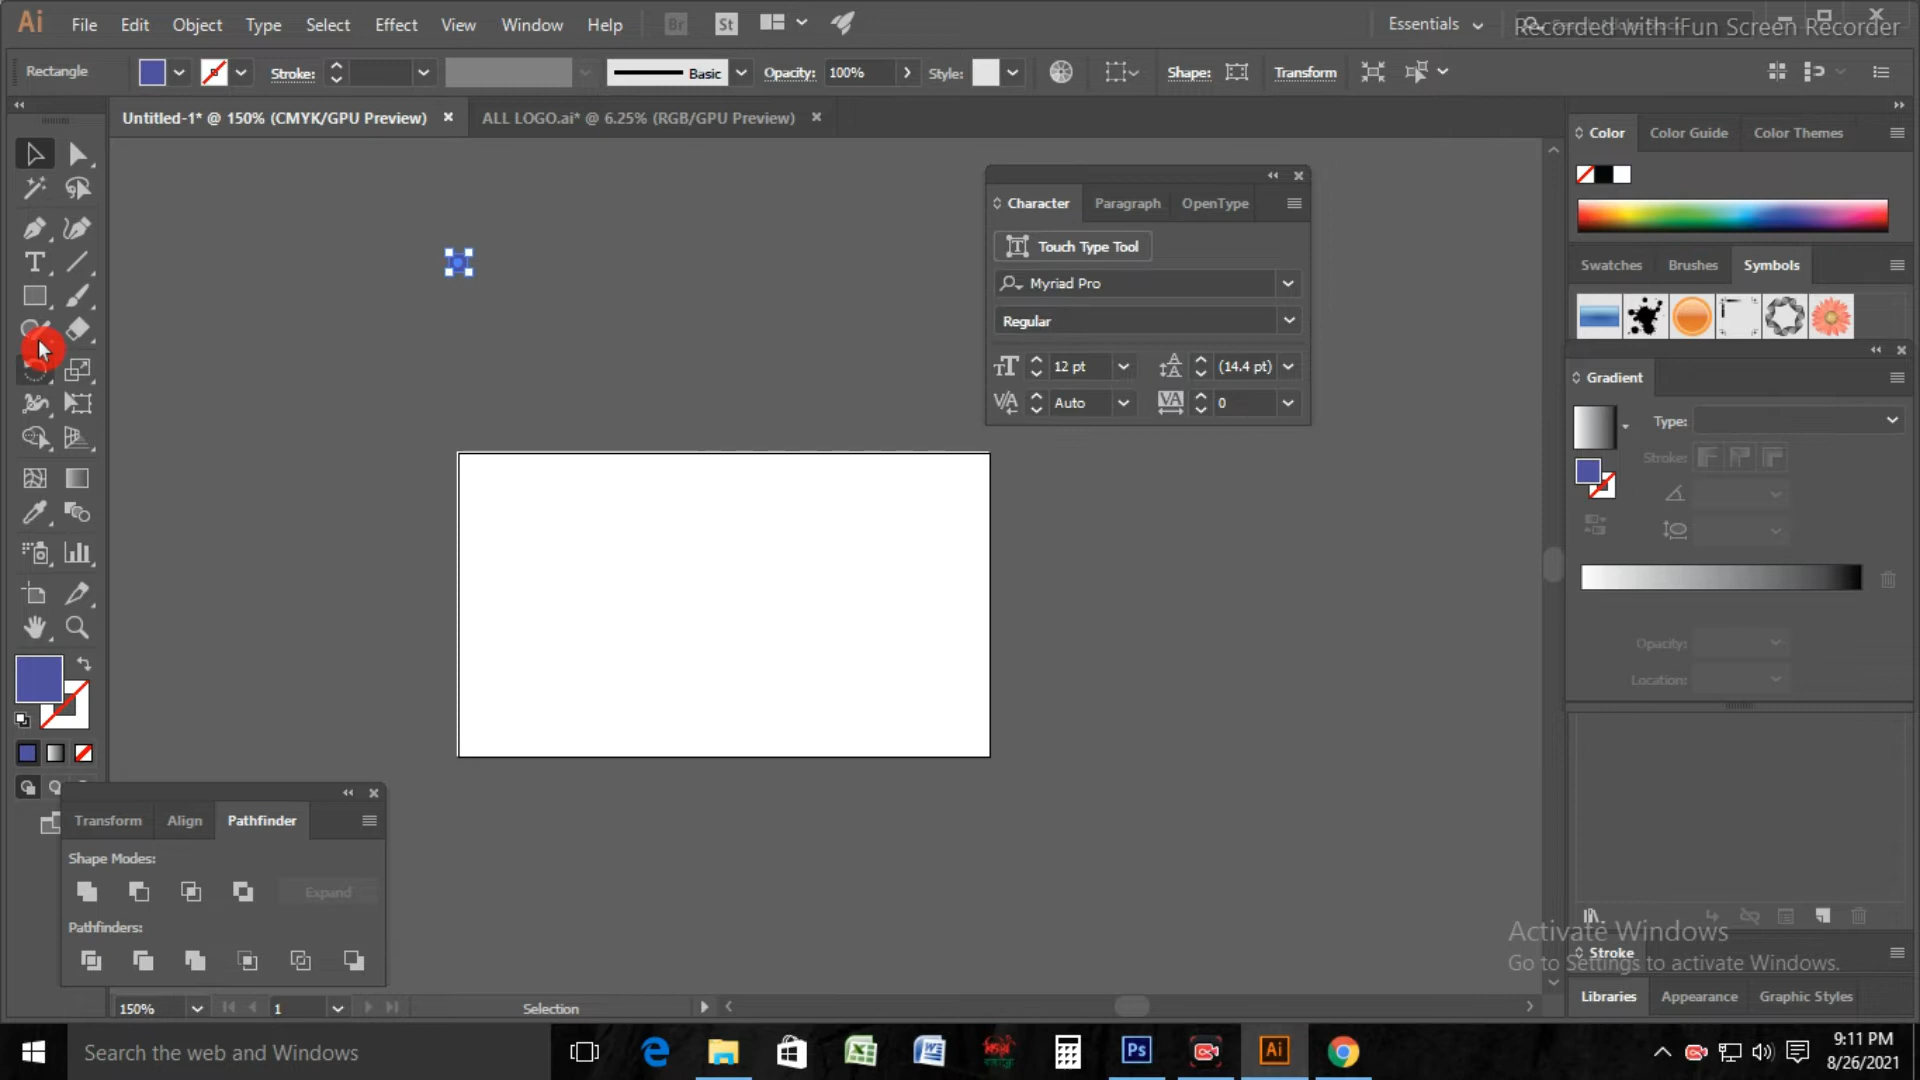 Ai File Edit Object Type Select Effect View Window Help Br St Essentials
Recorded with iFun Screen Recorder
Rectangle Stroke: Basic Opacity: 100% Style: Shape: Transform
Untitled-1* @ 150% (CMYK/GPU Preview) ALL LOGO.ai* @ 6.25% (RGB/GPU Preview)
Color Color Guide Color Themes
Character Paragraph OpenType
Touch Type Tool
Myriad Pro
Regular
12 pt (14.4 pt)
Auto 0
Swatches Brushes Symbols
Gradient
Type:
Stroke:
Opacity:
Location:
Transform Align Pathfinder
Shape Modes:
Expand
Pathfinders:
Activate Windows
Go to Settings to activate Windows.
Stroke
Libraries Appearance Graphic Styles
150% 1 Selection
Search the web and Windows
Ps Ai
9:11 PM
8/26/2021